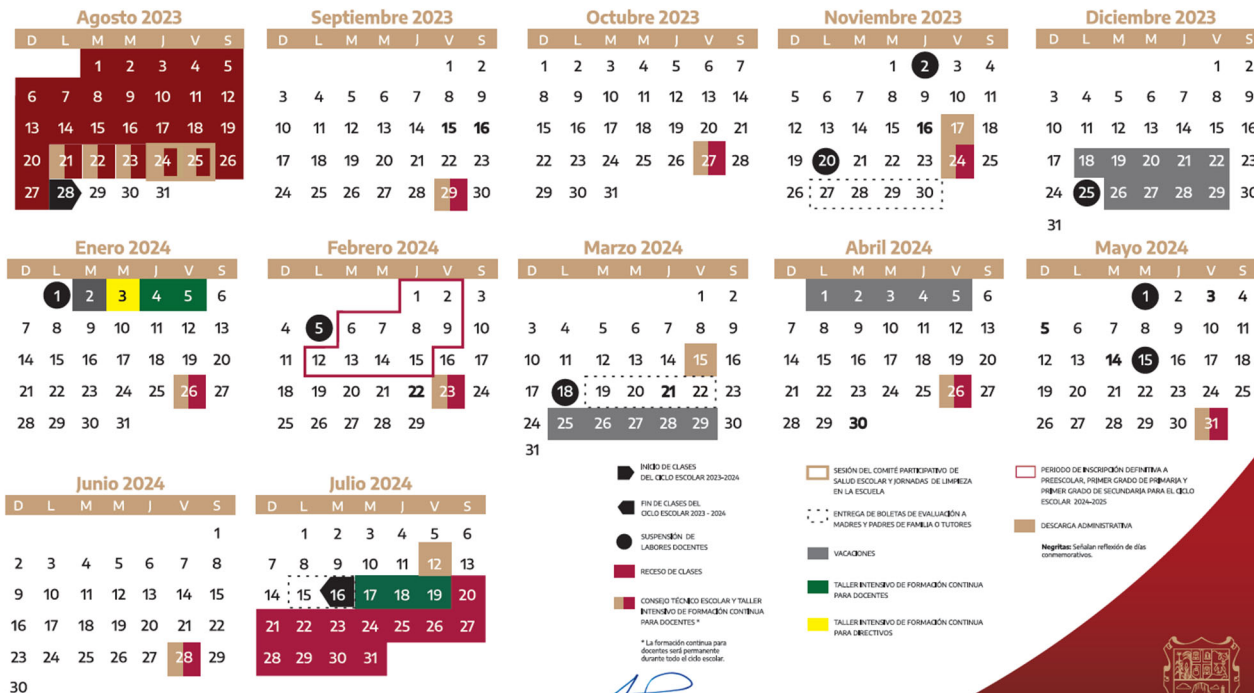 Agosto 2023
D L M M J V S
1 2 3 4 5
6 7 8 9 10 11 12
13 14 15 16 17 18 19
20 21 22 23 24 25 26
27 28 29 30 31
Septiembre 2023
D L M M J V S
1 2
3 4 5 6 7 8 9
10 11 12 13 14 15 16
17 18 19 20 21 22 23
24 25 26 27 28 29 30
Octubre 2023
D L M M J V S
1 2 3 4 5 6 7
8 9 10 11 12 13 14
15 16 17 18 19 20 21
22 23 24 25 26 27 28
29 30 31
Noviembre 2023
D L M M J V S
1 2 3 4
5 6 7 8 9 10 11
12 13 14 15 16 17 18
19 20 21 22 23 24 25
26 27 28 29 30
Diciembre 2023
D L M M J V S
1 2
3 4 5 6 7 8 9
10 11 12 13 14 15 16
17 18 19 20 21 22 23
24 25 26 27 28 29 30
31
Enero 2024
D L M M J V S
1 2 3 4 5 6
7 8 9 10 11 12 13
14 15 16 17 18 19 20
21 22 23 24 25 26 27
28 29 30 31
Febrero 2024
D L M M J V S
1 2 3
4 5 6 7 8 9 10
11 12 13 14 15 16 17
18 19 20 21 22 23 24
25 26 27 28 29
Marzo 2024
D L M M J V S
1 2
3 4 5 6 7 8 9
10 11 12 13 14 15 16
17 18 19 20 21 22 23
24 25 26 27 28 29 30
31
Abril 2024
D L M M J V S
1 2 3 4 5 6
7 8 9 10 11 12 13
14 15 16 17 18 19 20
21 22 23 24 25 26 27
28 29 30
Mayo 2024
D L M M J V S
1 2 3 4
5 6 7 8 9 10 11
12 13 14 15 16 17 18
19 20 21 22 23 24 25
26 27 28 29 30 31
Junio 2024
D L M M J V S
1
2 3 4 5 6 7 8
9 10 11 12 13 14 15
16 17 18 19 20 21 22
23 24 25 26 27 28 29
30
Julio 2024
D L M M J V S
1 2 3 4 5 6
7 8 9 10 11 12 13
14 15 16 17 18 19 20
21 22 23 24 25 26 27
28 29 30 31
INICIO DE CLASES
DEL CICLO ESCOLAR 2023-2024
FIN DE CLASES DEL
CICLO ESCOLAR 2023 - 2024
SUSPENSIÓN DE
LABORES DOCENTES
RECESO DE CLASES
CONSEJO TÉCNICO ESCOLAR Y TALLER
INTENSIVO DE FORMACIÓN CONTINUA
PARA DOCENTES *
* La formación continua para
docentes será permanente
durante todo el ciclo escolar.
SESIÓN DEL COMITÉ PARTICIPATIVO DE
SALUD ESCOLAR Y JORNADAS DE LIMPIEZA
EN LA ESCUELA
ENTREGA DE BOLETAS DE EVALUACIÓN A
MADRES Y PADRES DE FAMILIA O TUTORES
VACACIONES
TALLER INTENSIVO DE FORMACIÓN CONTINUA
PARA DOCENTES
TALLER INTENSIVO DE FORMACIÓN CONTINUA
PARA DIRECTIVOS
PERIODO DE INSCRIPCIÓN DEFINITIVA A
PREESCOLAR, PRIMER GRADO DE PRIMARIA Y
PRIMER GRADO DE SECUNDARIA PARA EL CICLO
ESCOLAR 2024-2025
DESCARGA ADMINISTRATIVA
Negritas: Señalan reflexión de días
conmemorativos.